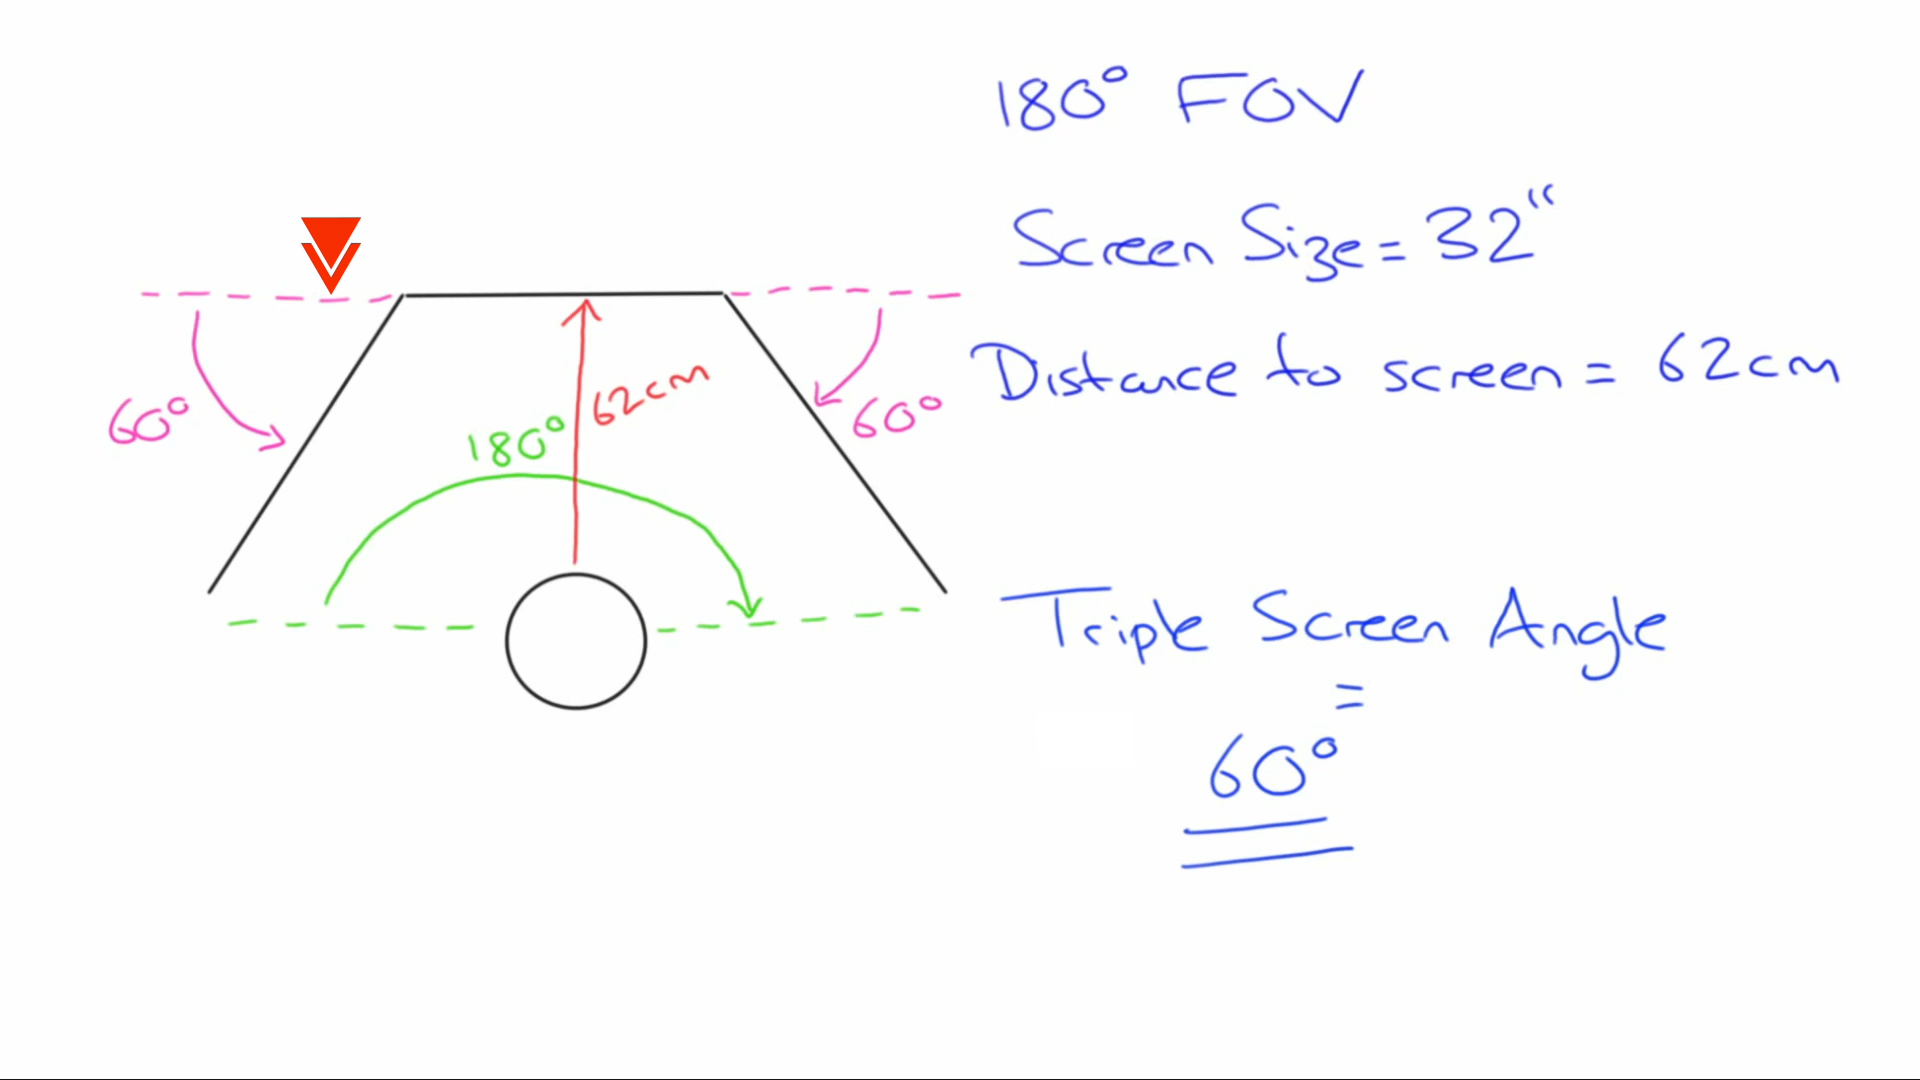 180° FOV
Screen Size = 32"
Distance to screen = 62cm
60°
180°
62cm
60°
Triple Screen Angle
=
60°